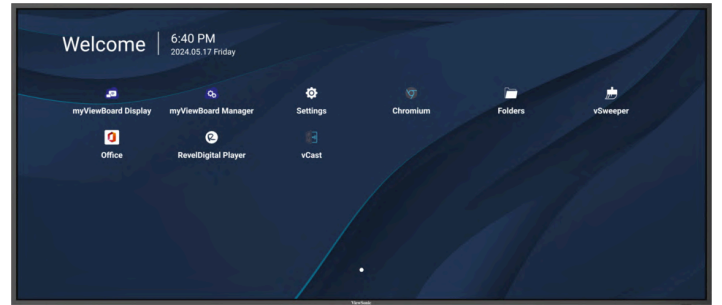 Welcome
6:40 PM
2024.05.17 Friday
myViewBoard Display
myViewBoard Manager
Settings
Chromium
Folders
vSweeper
Office
RevelDigital Player
vCast
ViewSonic